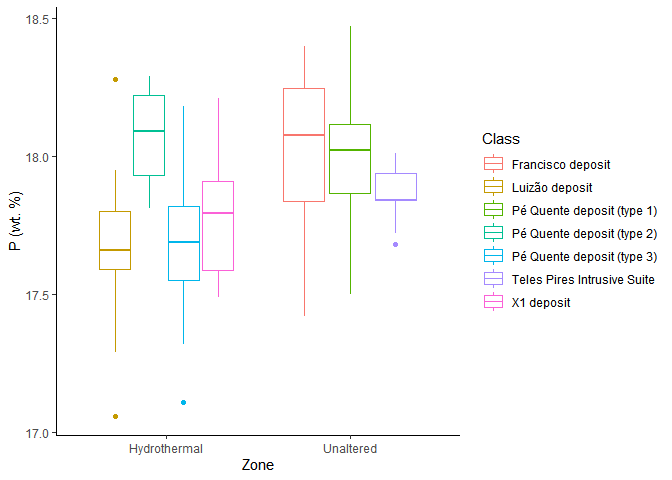 18.5
18.0
17.5
17.0
P (wt. %)
Hydrothermal
Unaltered
Zone
Class
Francisco deposit
Luizão deposit
Pé Quente deposit (type 1)
Pé Quente deposit (type 2)
Pé Quente deposit (type 3)
Teles Pires Intrusive Suite
X1 deposit